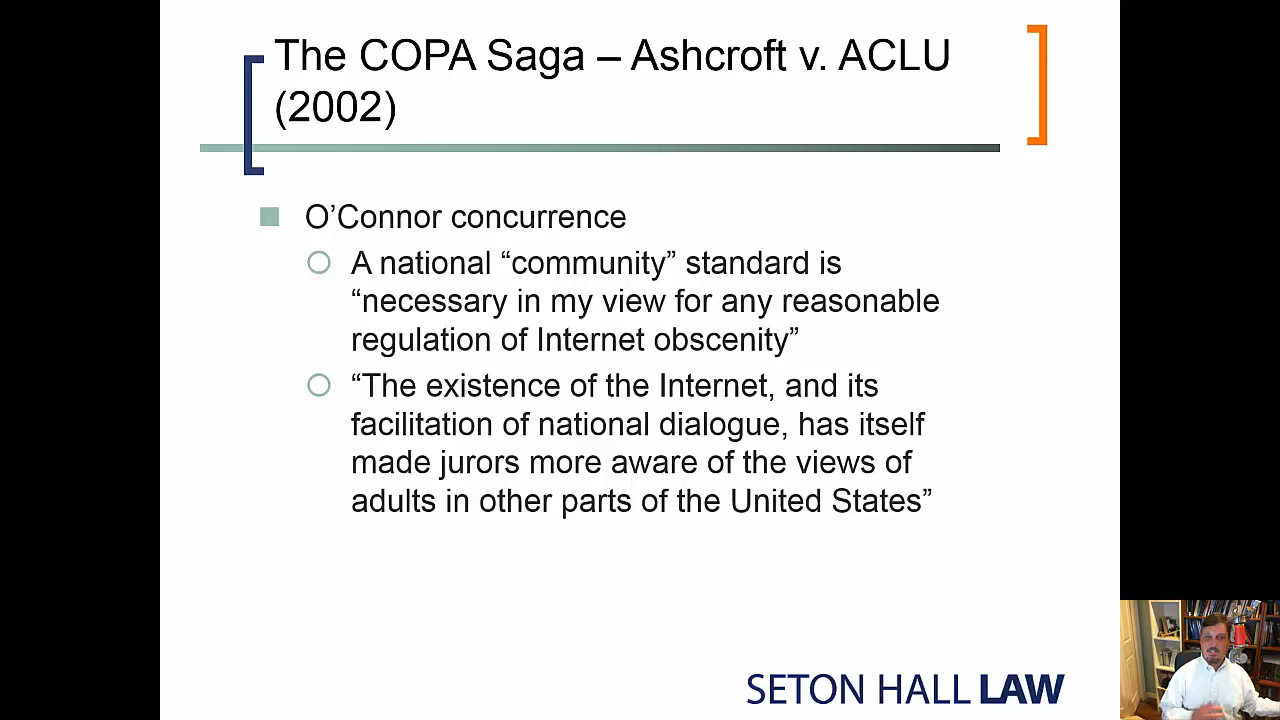 The COPA Saga – Ashcroft v. ACLU
(2002)
O’Connor concurrence
A national “community” standard is
“necessary in my view for any reasonable
regulation of Internet obscenity”
“The existence of the Internet, and its
facilitation of national dialogue, has itself
made jurors more aware of the views of
adults in other parts of the United States”
SETON HALL LAW